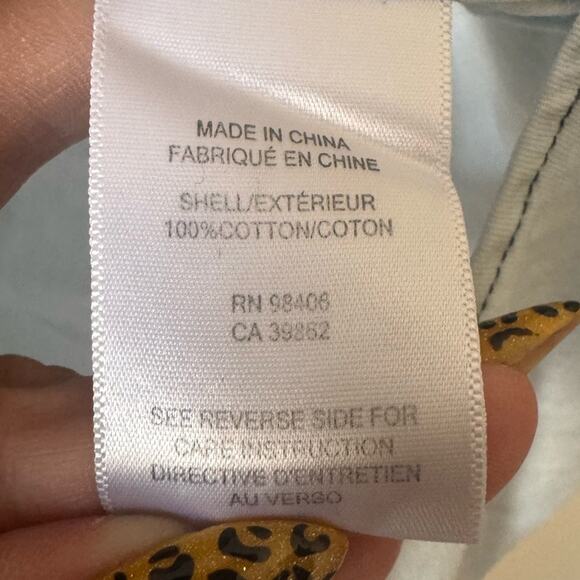 MADE IN CHINA
FABRIQUÉ EN CHINE
SHELL/EXTÉRIEUR
100%COTTON/COTON
RN 98406
CA 39862
SEE REVERSE SIDE FOR
CARE INSTRUCTION
DIRECTIVE D'ENTRETIEN
AU VERSO